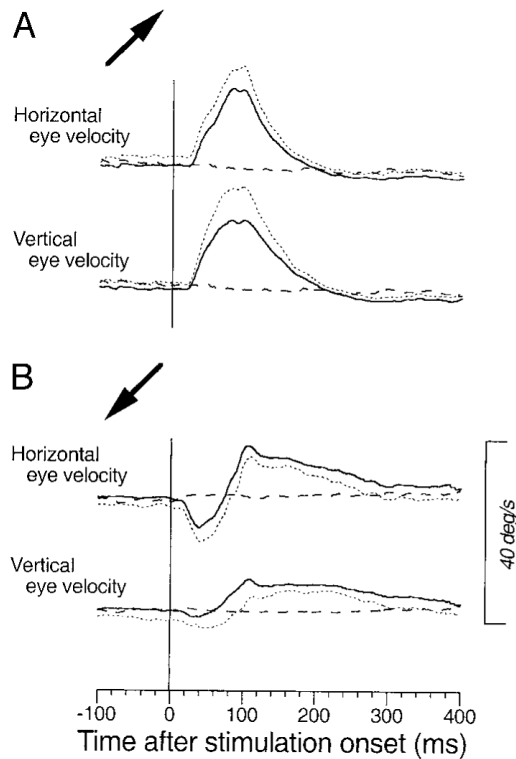 A
Horizontal
eye velocity
Vertical
eye velocity
B
Horizontal
eye velocity
Vertical
eye velocity
40 deg/s
-100 0 100 200 300 400
Time after stimulation onset (ms)